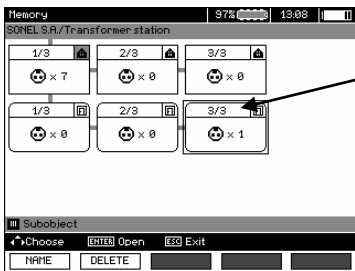 Memory 97% 13:08
SONEL S.A./Transformer station
1/3 2/3 3/3
× 7 × 0 × 0
1/3 2/3 3/3
× 0 × 0 × 1
Subobject
Choose ENTER Open ESC Exit
NAME DELETE